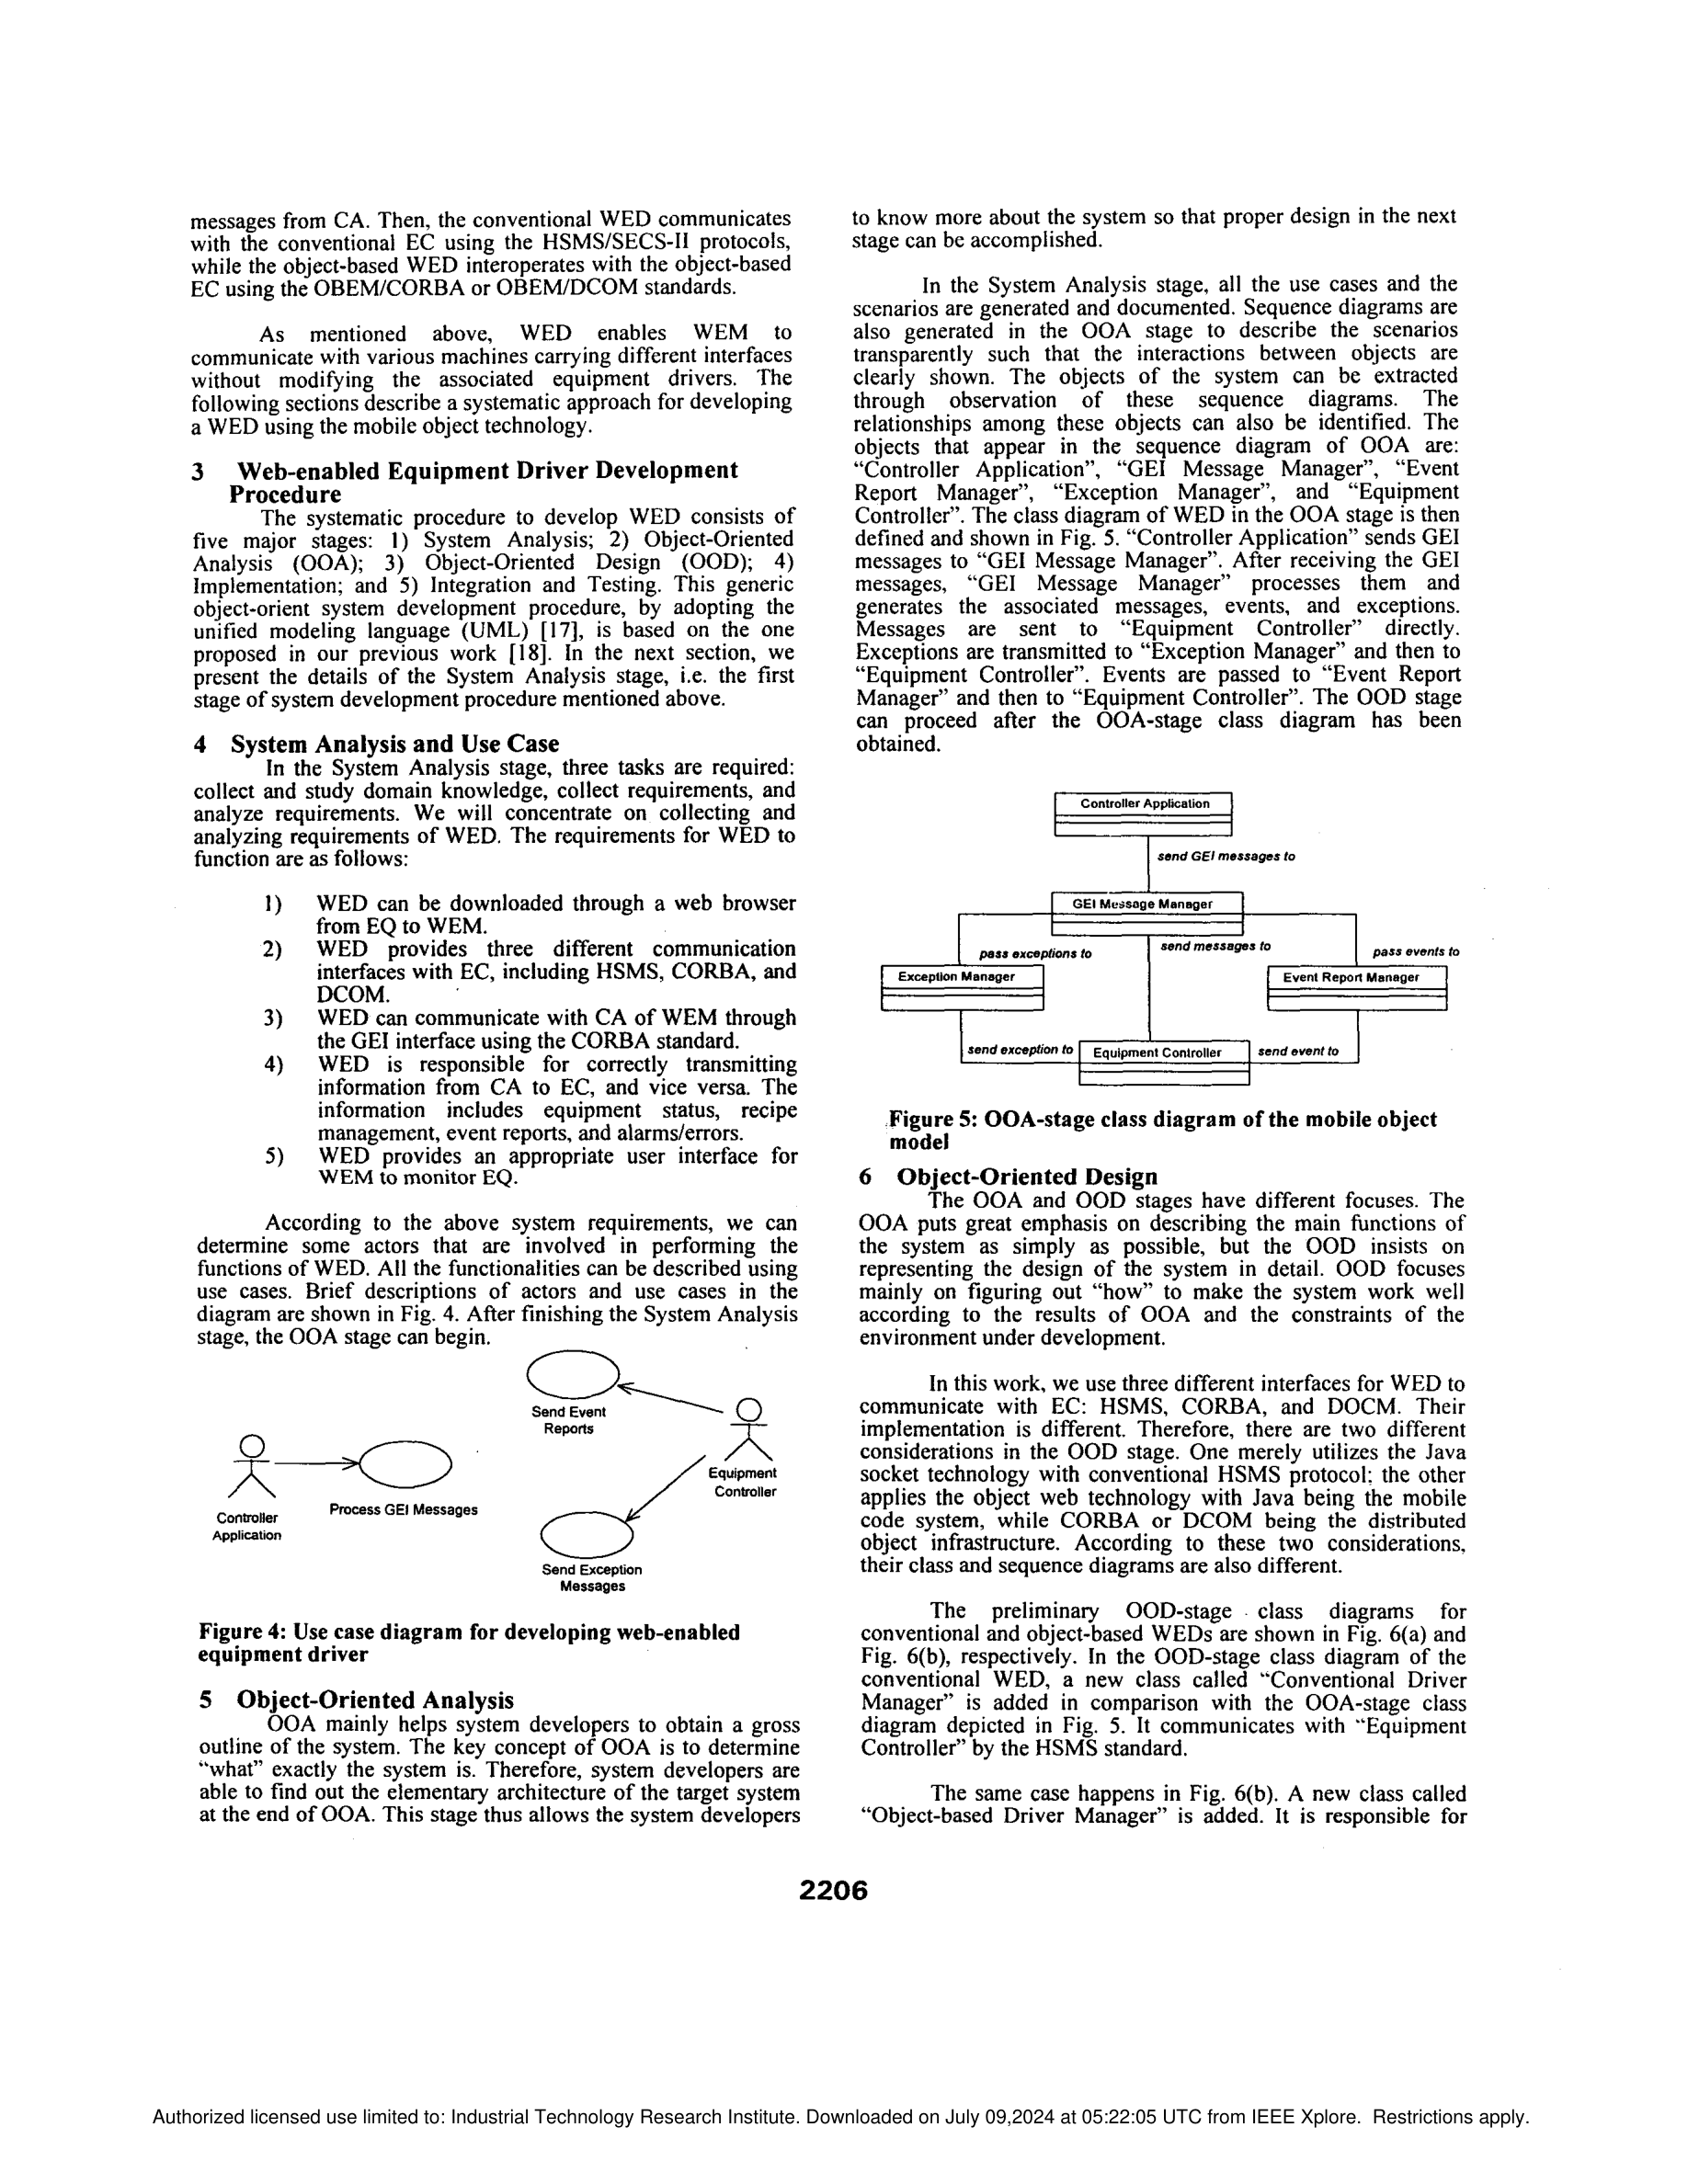 messages from CA. Then, the conventional WED communicates
with the conventional EC using the HSMS/SECS-II protocols,
while the object-based WED interoperates with the object-based
EC using the OBEM/CORBA or OBEM/DCOM standards.
As mentioned above, WED enables WEM to
communicate with various machines carrying different interfaces
without modifying the associated equipment drivers. The
following sections describe a systematic approach for developing
a WED using the mobile object technology.
3 Web-enabled Equipment Driver Development
Procedure
The systematic procedure to develop WED consists of
five major stages: 1) System Analysis; 2) Object-Oriented
Analysis (OOA); 3) Object-Oriented Design (OOD); 4)
Implementation; and 5) Integration and Testing. This generic
object-orient system development procedure, by adopting the
unified modeling language (UML) [17], is based on the one
proposed in our previous work [18]. In the next section, we
present the details of the System Analysis stage, i.e. the first
stage of system development procedure mentioned above.
4 System Analysis and Use Case
In the System Analysis stage, three tasks are required:
collect and study domain knowledge, collect requirements, and
analyze requirements. We will concentrate on collecting and
analyzing requirements of WED. The requirements for WED to
function are as follows:
1) WED can be downloaded through a web browser
from EQ to WEM.
2) WED provides three different communication
interfaces with EC, including HSMS, CORBA, and
DCOM.
3) WED can communicate with CA of WEM through
the GEI interface using the CORBA standard.
4) WED is responsible for correctly transmitting
information from CA to EC, and vice versa. The
information includes equipment status, recipe
management, event reports, and alarms/errors.
5) WED provides an appropriate user interface for
WEM to monitor EQ.
According to the above system requirements, we can
determine some actors that are involved in performing the
functions of WED. All the functionalities can be described using
use cases. Brief descriptions of actors and use cases in the
diagram are shown in Fig. 4. After finishing the System Analysis
stage, the OOA stage can begin.
Send Event
Reports
Equipment
Controller
Process GEI Messages
Controller
Application
Send Exception
Messages
Figure 4: Use case diagram for developing web-enabled
equipment driver
5 Object-Oriented Analysis
OOA mainly helps system developers to obtain a gross
outline of the system. The key concept of OOA is to determine
“what” exactly the system is. Therefore, system developers are
able to find out the elementary architecture of the target system
at the end of OOA. This stage thus allows the system developers
to know more about the system so that proper design in the next
stage can be accomplished.
In the System Analysis stage, all the use cases and the
scenarios are generated and documented. Sequence diagrams are
also generated in the OOA stage to describe the scenarios
transparently such that the interactions between objects are
clearly shown. The objects of the system can be extracted
through observation of these sequence diagrams. The
relationships among these objects can also be identified. The
objects that appear in the sequence diagram of OOA are:
“Controller Application”, “GEI Message Manager”, “Event
Report Manager”, “Exception Manager”, and “Equipment
Controller”. The class diagram of WED in the OOA stage is then
defined and shown in Fig. 5. “Controller Application” sends GEI
messages to “GEI Message Manager”. After receiving the GEI
messages, “GEI Message Manager” processes them and
generates the associated messages, events, and exceptions.
Messages are sent to “Equipment Controller” directly.
Exceptions are transmitted to “Exception Manager” and then to
“Equipment Controller”. Events are passed to “Event Report
Manager” and then to “Equipment Controller”. The OOD stage
can proceed after the OOA-stage class diagram has been
obtained.
Controller Application
send GEI messages to
GEI Message Manager
pass exceptions to
send messages to
pass events to
Exception Manager
Event Report Manager
send exception to
Equipment Controller
send event to
Figure 5: OOA-stage class diagram of the mobile object
model
6 Object-Oriented Design
The OOA and OOD stages have different focuses. The
OOA puts great emphasis on describing the main functions of
the system as simply as possible, but the OOD insists on
representing the design of the system in detail. OOD focuses
mainly on figuring out “how” to make the system work well
according to the results of OOA and the constraints of the
environment under development.
In this work, we use three different interfaces for WED to
communicate with EC: HSMS, CORBA, and DOCM. Their
implementation is different. Therefore, there are two different
considerations in the OOD stage. One merely utilizes the Java
socket technology with conventional HSMS protocol; the other
applies the object web technology with Java being the mobile
code system, while CORBA or DCOM being the distributed
object infrastructure. According to these two considerations,
their class and sequence diagrams are also different.
The preliminary OOD-stage class diagrams for
conventional and object-based WEDs are shown in Fig. 6(a) and
Fig. 6(b), respectively. In the OOD-stage class diagram of the
conventional WED, a new class called “Conventional Driver
Manager” is added in comparison with the OOA-stage class
diagram depicted in Fig. 5. It communicates with “Equipment
Controller” by the HSMS standard.
The same case happens in Fig. 6(b). A new class called
“Object-based Driver Manager” is added. It is responsible for
2206
Authorized licensed use limited to: Industrial Technology Research Institute. Downloaded on July 09,2024 at 05:22:05 UTC from IEEE Xplore. Restrictions apply.